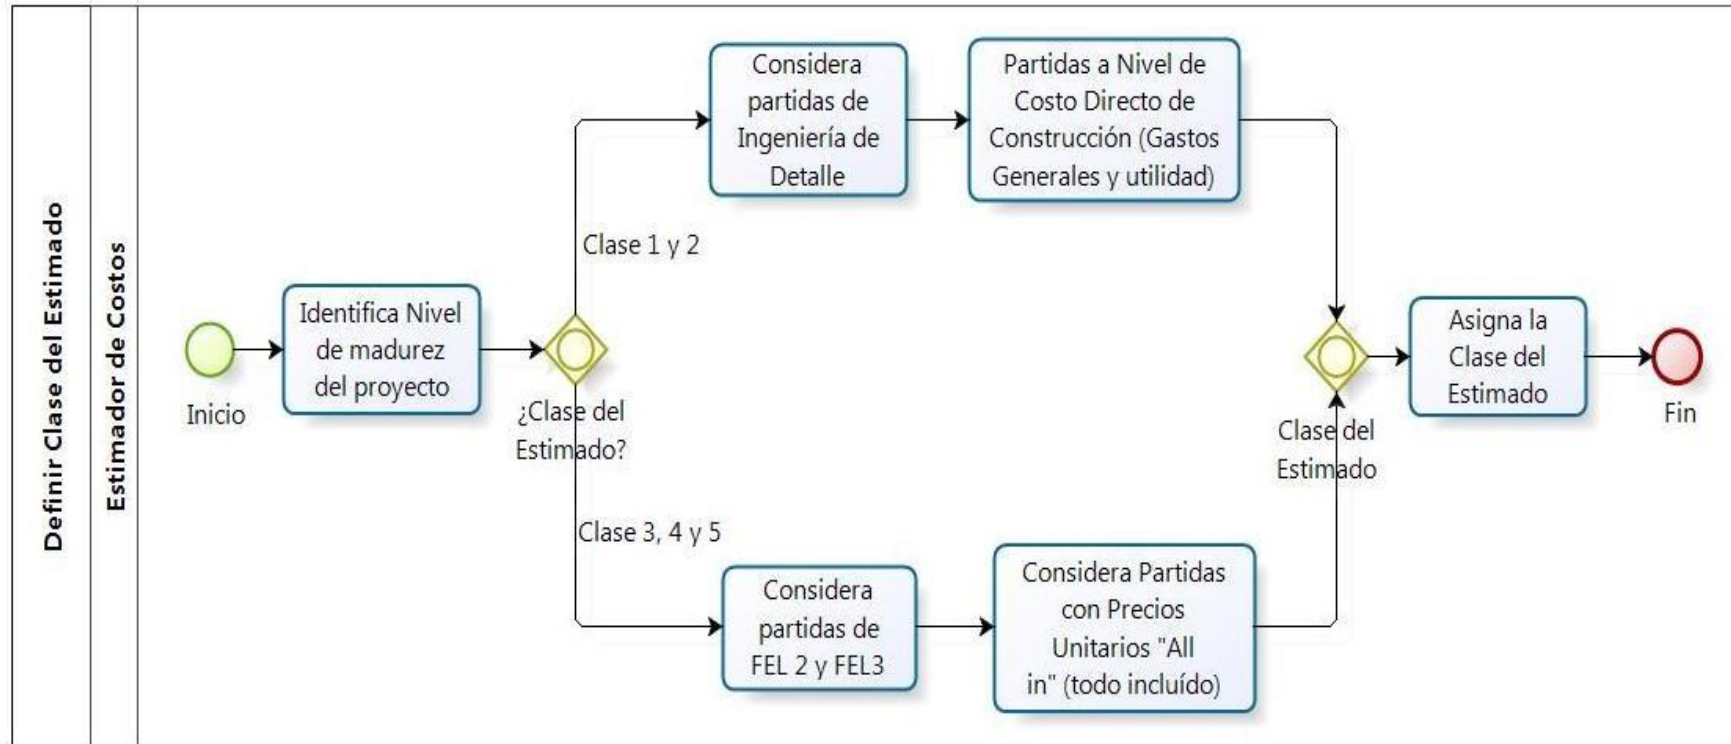 Definir Clase del Estimado
Estimador de Costos
Inicio
Identifica Nivel
de madurez
del proyecto
¿Clase del
Estimado?
Clase 1 y 2
Considera
partidas de
Ingeniería de
Detalle
Partidas a Nivel de
Costo Directo de
Construcción (Gastos
Generales y utilidad)
Clase 3, 4 y 5
Considera
partidas de
FEL 2 y FEL3
Considera Partidas
con Precios
Unitarios "All
in" (todo incluído)
Clase del
Estimado
Asigna la
Clase del
Estimado
Fin